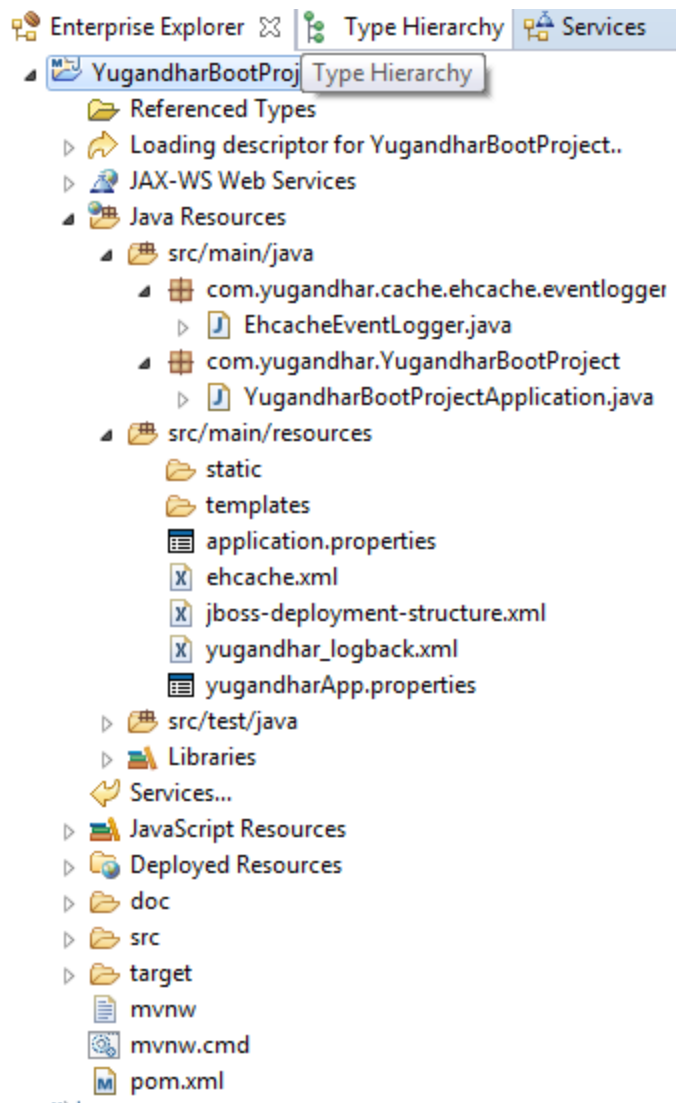 Enterprise Explorer Type Hierarchy Services
YugandharBootProj Type Hierarchy
Referenced Types
Loading descriptor for YugandharBootProject..
JAX-WS Web Services
Java Resources
src/main/java
com.yugandhar.cache.ehcache.eventlogger
EhcacheEventLogger.java
com.yugandhar.YugandharBootProject
YugandharBootProjectApplication.java
src/main/resources
static
templates
application.properties
ehcache.xml
jboss-deployment-structure.xml
yugandhar_logback.xml
yugandharApp.properties
src/test/java
Libraries
Services...
JavaScript Resources
Deployed Resources
doc
src
target
mvnw
mvnw.cmd
pom.xml